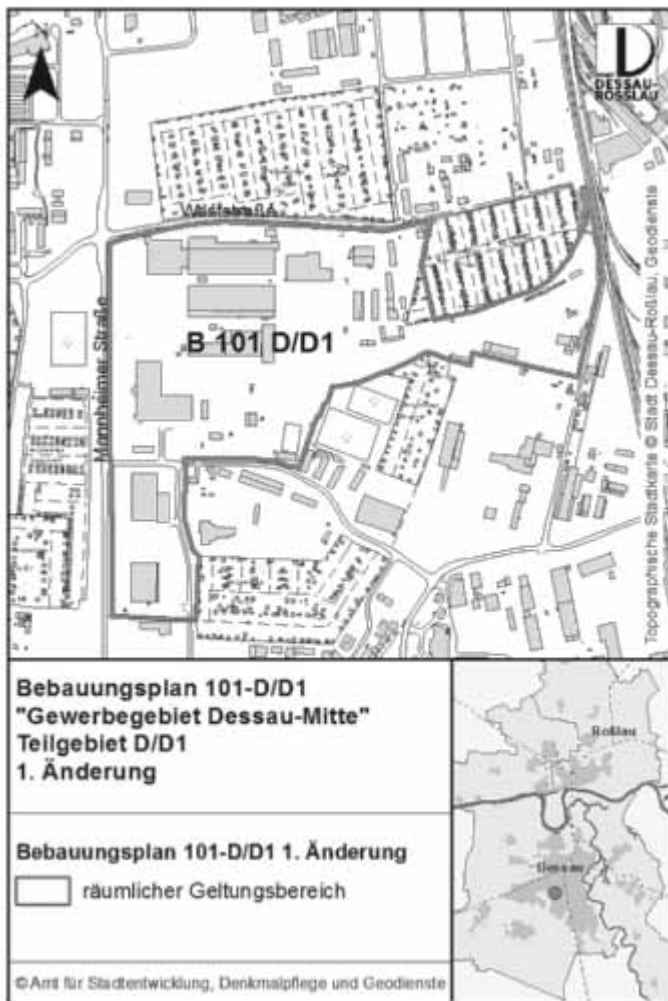 D
DESSAU
ROSSLAU
Topographische Stadtkarte © Stadt Dessau-Roßlau, Geodienste
B 101 D/D1
Mannheimer Straße
Bebauungsplan 101-D/D1
"Gewerbegebiet Dessau-Mitte"
Teilgebiet D/D1
1. Änderung
Roßlau
Dessau
Bebauungsplan 101-D/D1 1. Änderung
räumlicher Geltungsbereich
©Amt für Stadtentwicklung, Denkmalpflege und Geodienste